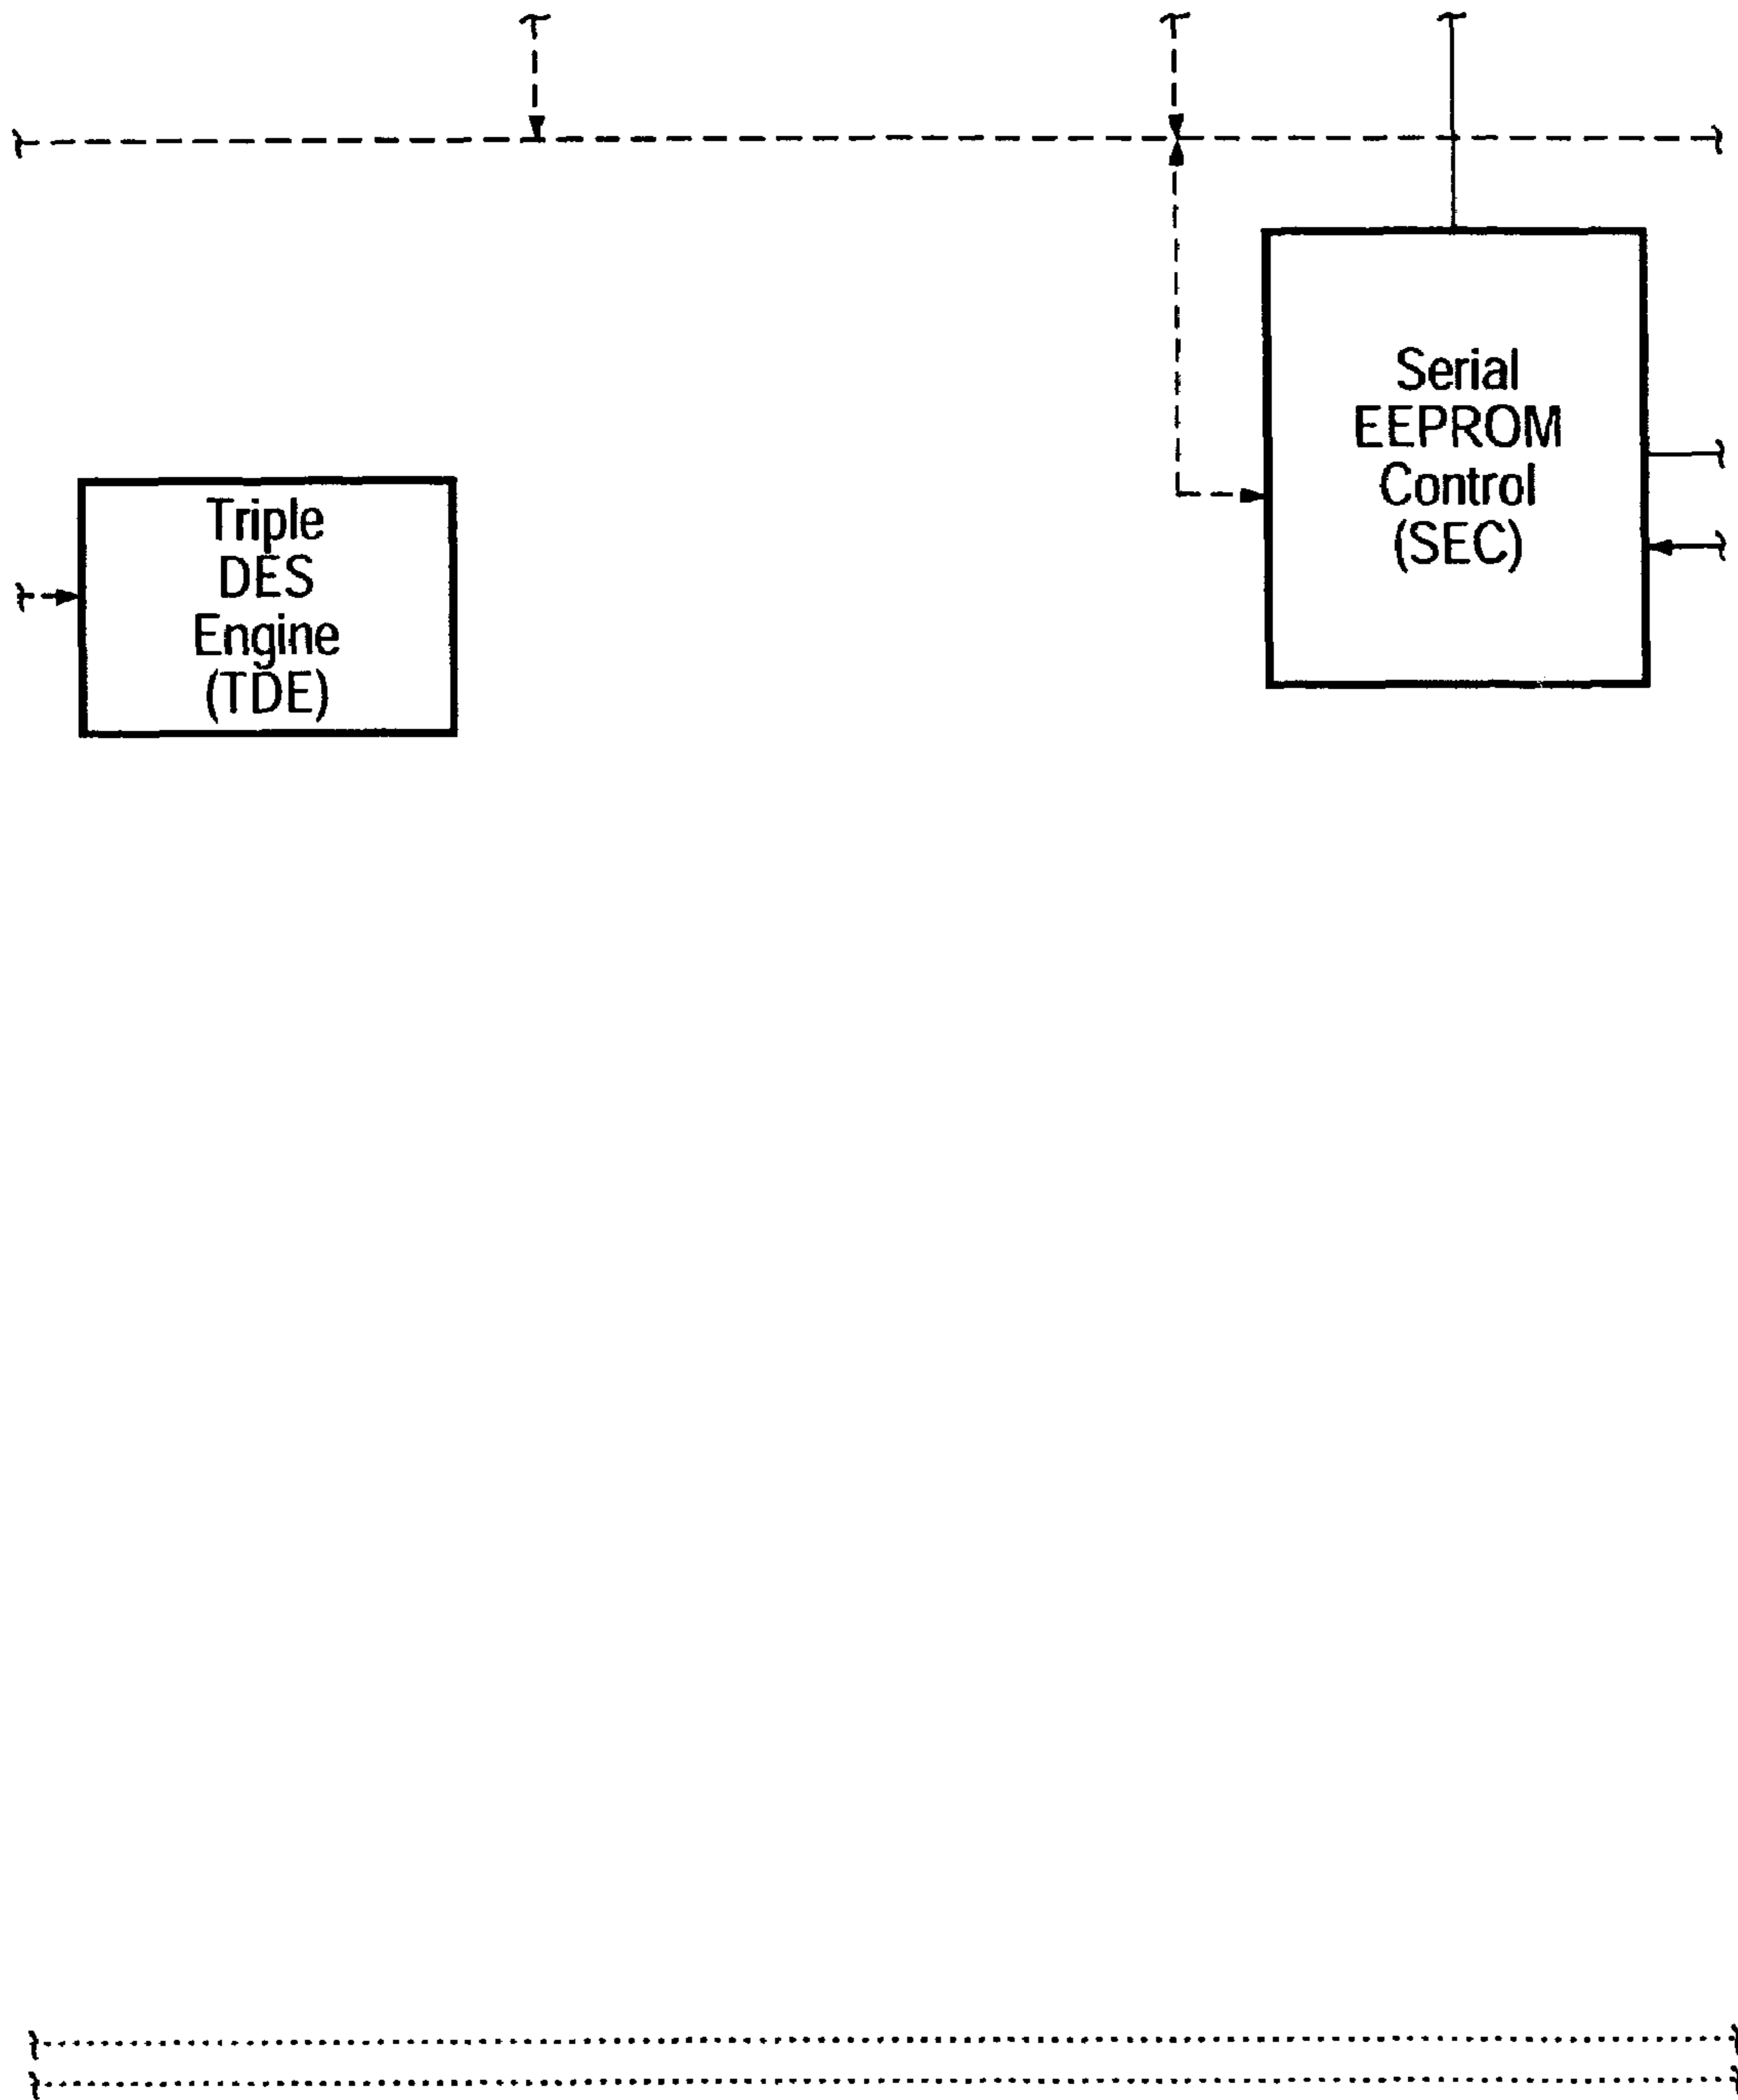 Serial
EEPROM
Control
(SEC)
Triple
DES
Engine
(TDE)